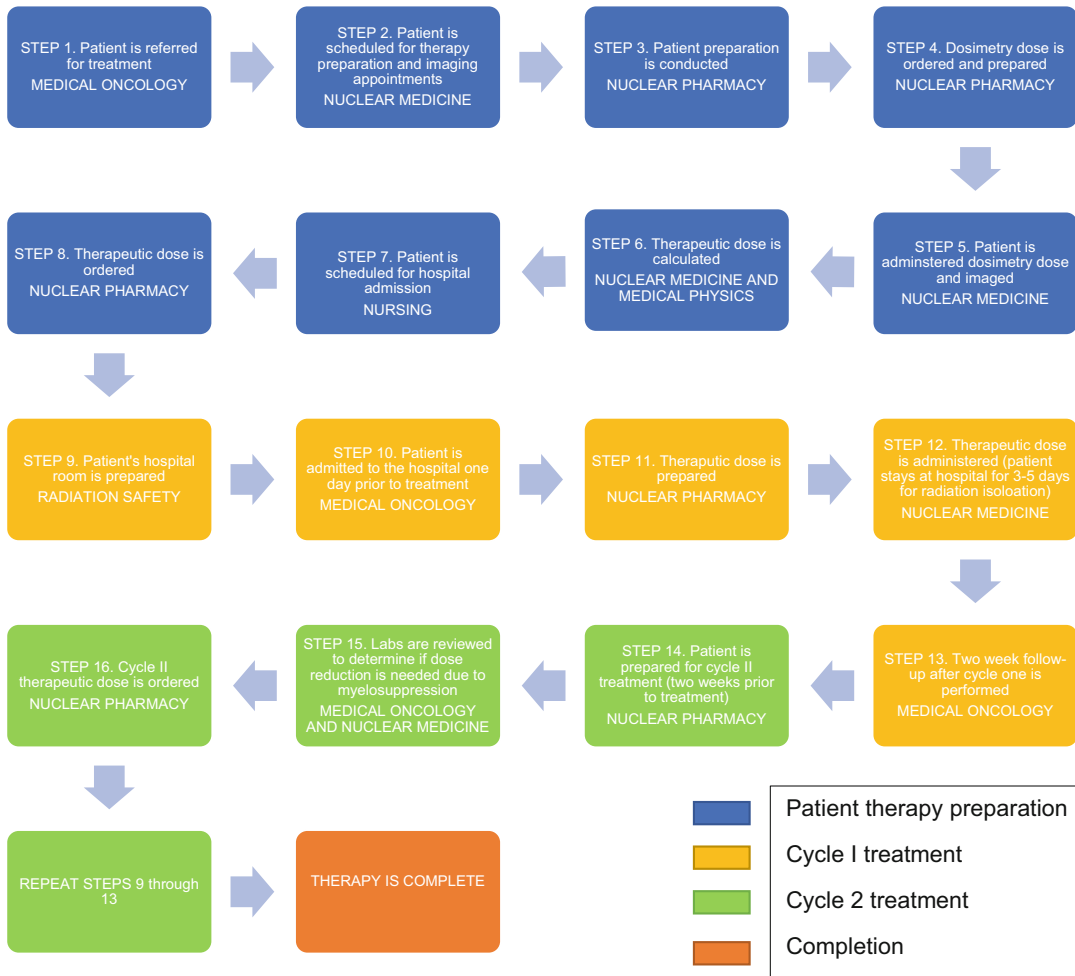 STEP 1. Patient is referred
for treatment
MEDICAL ONCOLOGY
STEP 2. Patient is
scheduled for therapy
preparation and imaging
appointments
NUCLEAR MEDICINE
STEP 3. Patient preparation
is conducted
NUCLEAR PHARMACY
STEP 4. Dosimetry dose is
ordered and prepared
NUCLEAR PHARMACY
STEP 8. Therapeutic dose is
ordered
NUCLEAR PHARMACY
STEP 7. Patient is
scheduled for hospital
admission
NURSING
STEP 6. Therapeutic dose is
calculated
NUCLEAR MEDICINE AND
MEDICAL PHYSICS
STEP 5. Patient is
adminstered dosimetry dose
and imaged
NUCLEAR MEDICINE
STEP 9. Patient's hospital
room is prepared
RADIATION SAFETY
STEP 10. Patient is
admitted to the hospital one
day prior to treatment
MEDICAL ONCOLOGY
STEP 11. Theraputic dose is
prepared
NUCLEAR PHARMACY
STEP 12. Therapeutic dose
is administered (patient
stays at hospital for 3-5 days
for radiation isoloation)
NUCLEAR MEDICINE
STEP 16. Cycle II
therapeutic dose is ordered
NUCLEAR PHARMACY
STEP 15. Labs are reviewed
to determine if dose
reduction is needed due to
myelosuppression
MEDICAL ONCOLOGY
AND NUCLEAR MEDICINE
STEP 14. Patient is
prepared for cycle II
treatment (two weeks prior
to treatment)
NUCLEAR PHARMACY
STEP 13. Two week follow-
up after cycle one is
performed
MEDICAL ONCOLOGY
REPEAT STEPS 9 through
13
THERAPY IS COMPLETE
Patient therapy preparation
Cycle I treatment
Cycle 2 treatment
Completion